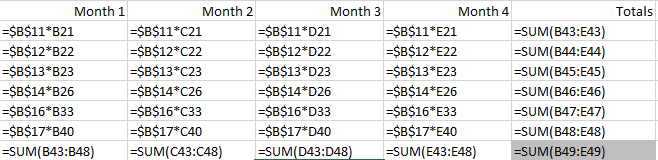 Month 1 Month 2 Month 3 Month 4 Totals
=$B$11*B21 =$B$11*C21 =$B$11*D21 =$B$11*E21 =SUM(B43:E43)
=$B$12*B22 =$B$12*C22 =$B$12*D22 =$B$12*E22 =SUM(B44:E44)
=$B$13*B23 =$B$13*C23 =$B$13*D23 =$B$13*E23 =SUM(B45:E45)
=$B$14*B26 =$B$14*C26 =$B$14*D26 =$B$14*E26 =SUM(B46:E46)
=$B$16*B33 =$B$16*C33 =$B$16*D33 =$B$16*E33 =SUM(B47:E47)
=$B$17*B40 =$B$17*C40 =$B$17*D40 =$B$17*E40 =SUM(B48:E48)
=SUM(B43:B48) =SUM(C43:C48) =SUM(D43:D48) =SUM(E43:E48) =SUM(B49:E49)